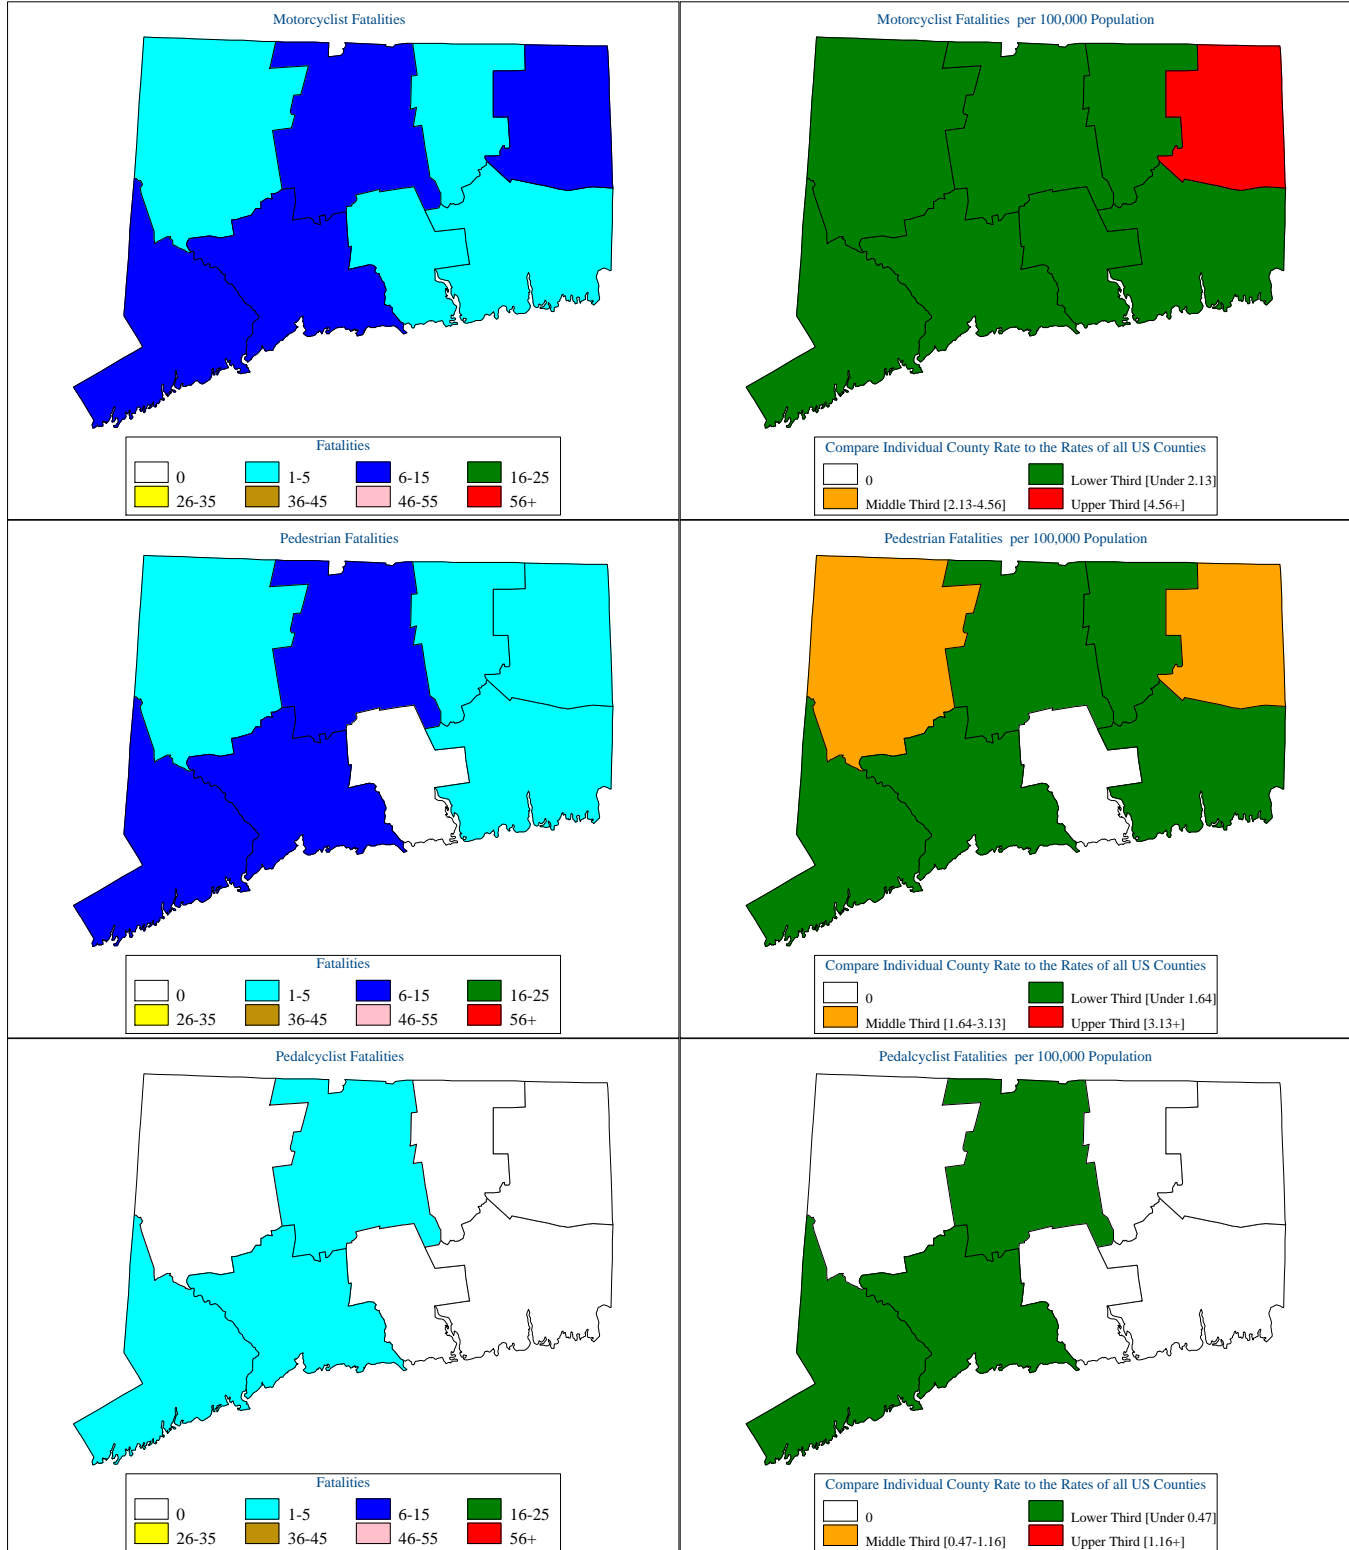 Motorcyclist Fatalities
Fatalities
0 1-5 6-15 16-25
26-35 36-45 46-55 56+
Motorcyclist Fatalities per 100,000 Population
Compare Individual County Rate to the Rates of all US Counties
0 Lower Third [Under 2.13]
Middle Third [2.13-4.56] Upper Third [4.56+]
Pedestrian Fatalities
Fatalities
0 1-5 6-15 16-25
26-35 36-45 46-55 56+
Pedestrian Fatalities per 100,000 Population
Compare Individual County Rate to the Rates of all US Counties
0 Lower Third [Under 1.64]
Middle Third [1.64-3.13] Upper Third [3.13+]
Pedalcyclist Fatalities
Fatalities
0 1-5 6-15 16-25
26-35 36-45 46-55 56+
Pedalcyclist Fatalities per 100,000 Population
Compare Individual County Rate to the Rates of all US Counties
0 Lower Third [Under 0.47]
Middle Third [0.47-1.16] Upper Third [1.16+]